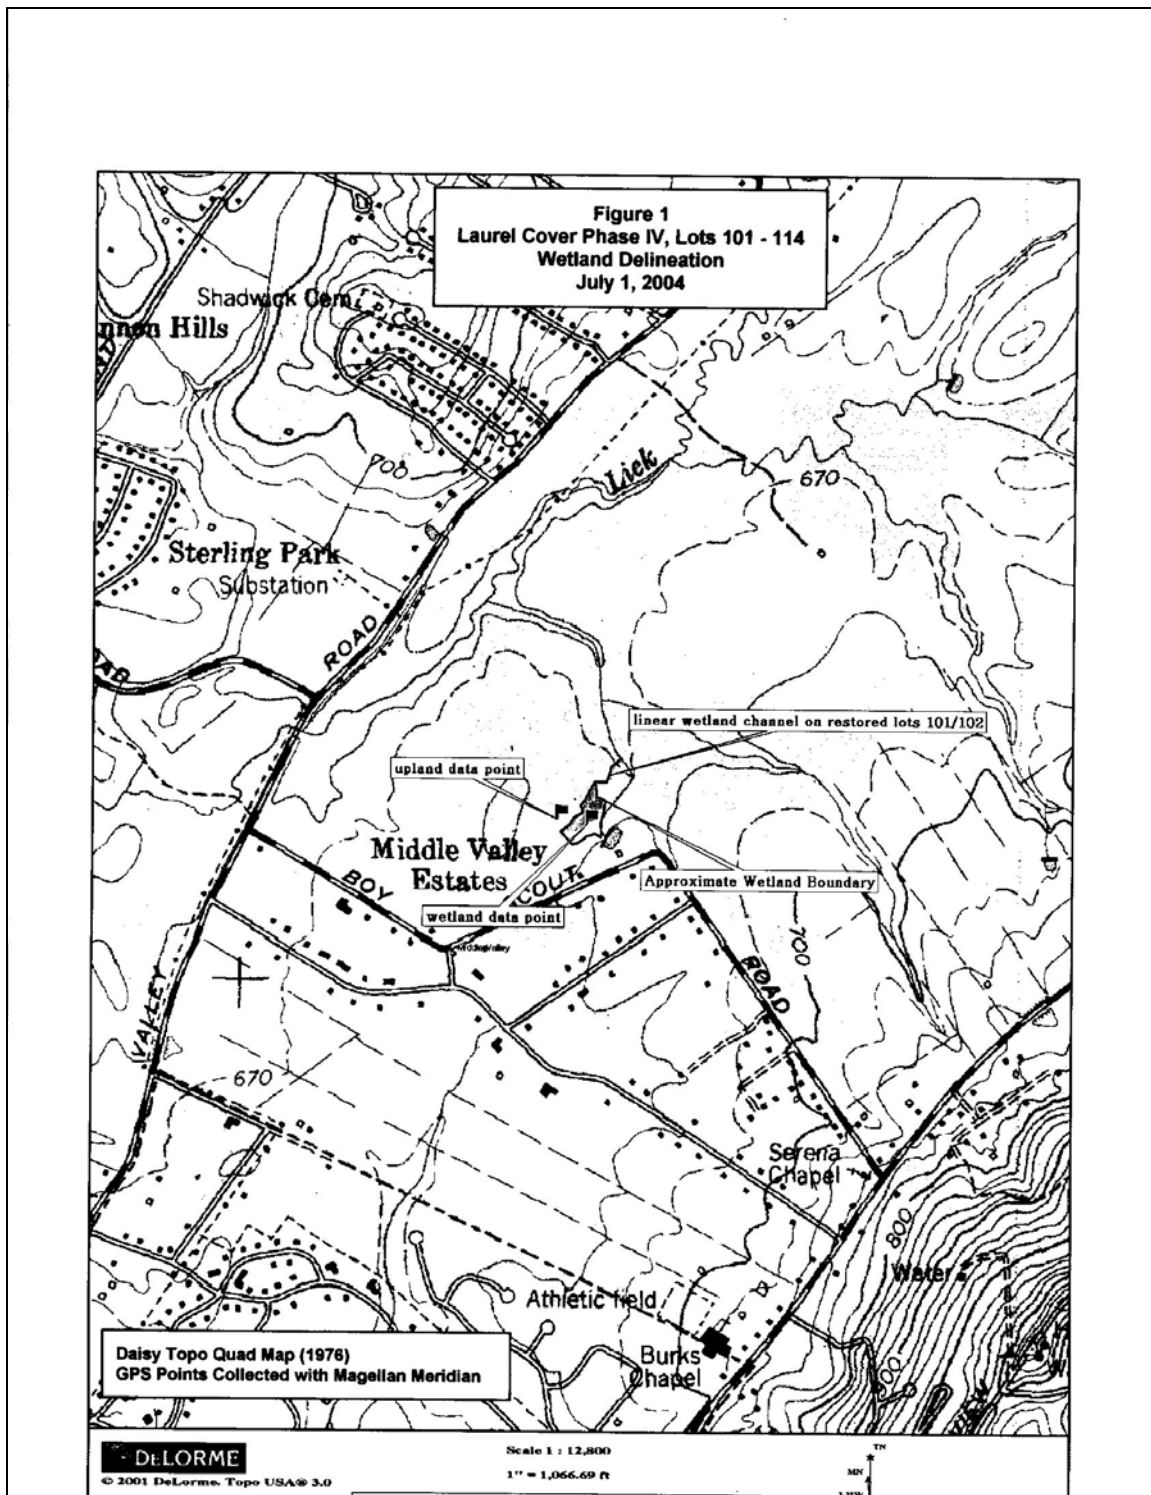 Figure 1
Laurel Cover Phase IV, Lots 101 - 114
Wetland Delineation
July 1, 2004
Shadwick Cem
nnon Hills
Lick
700
670
Sterling Park
Substation
ROAD
linear wetland channel on restored lots 101/102
upland data point
Middle Valley
Estates
BOY
COUT
Approximate Wetland Boundary
wetland data point
700
ROAD
VALLEY
670
Serena
Chapel
800
Water
Athletic field
Burks
Chapel
Daisy Topo Quad Map (1976)
GPS Points Collected with Magellan Meridian
DELORME
© 2001 DeLorme. Topo USA® 3.0
Scale 1 : 12,800
1" = 1,066.69 ft
TN
MN